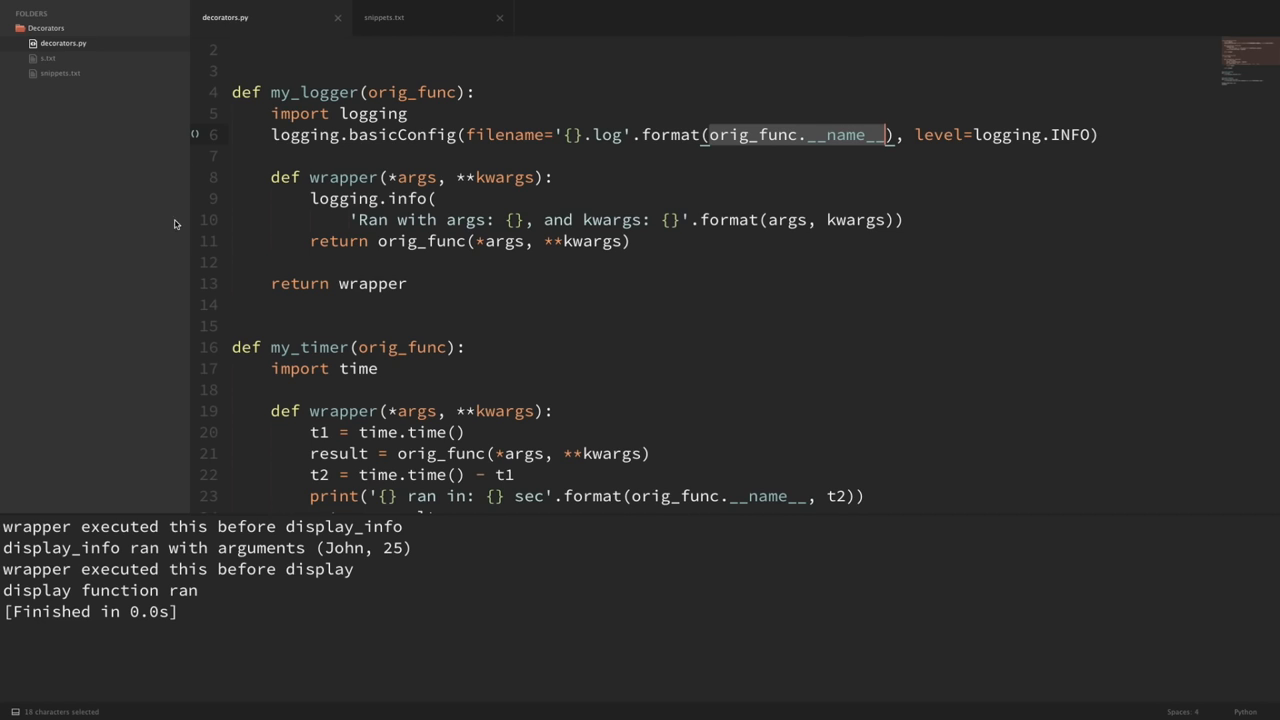 FOLDERS
Decorators
decorators.py
s.txt
snippets.txt
decorators.py ×
snippets.txt ×
2
3
4 def my_logger(orig_func):
5 import logging
() 6 logging.basicConfig(filename='{}.log'.format(orig_func.__name__), level=logging.INFO)
7
8 def wrapper(*args, **kwargs):
9 logging.info(
10 'Ran with args: {}, and kwargs: {}'.format(args, kwargs))
11 return orig_func(*args, **kwargs)
12
13 return wrapper
14
15
16 def my_timer(orig_func):
17 import time
18
19 def wrapper(*args, **kwargs):
20 t1 = time.time()
21 result = orig_func(*args, **kwargs)
22 t2 = time.time() - t1
23 print('{} ran in: {} sec'.format(orig_func.__name__, t2))
wrapper executed this before display_info
display_info ran with arguments (John, 25)
wrapper executed this before display
display function ran
[Finished in 0.0s]
18 characters selected
Spaces: 4
Python